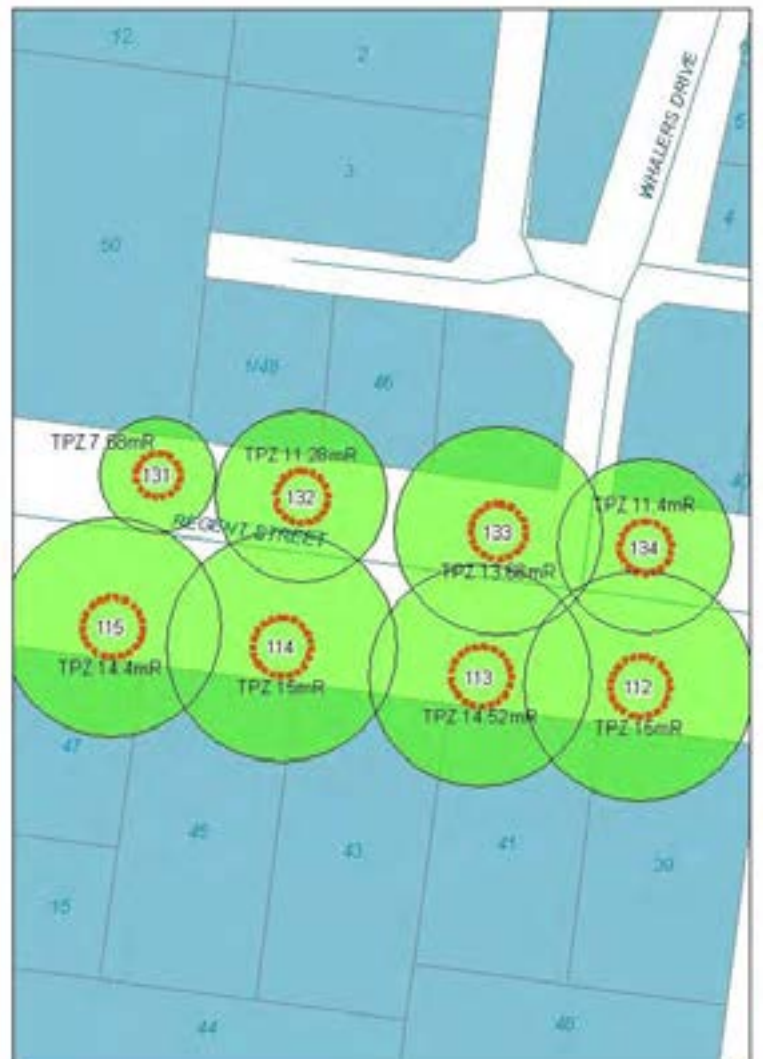 12
2
WHALERS DRIVE
5
3
4
50
1/48
46
TPZ 7.68mR
TPZ 11.28mR
131
132
TPZ 11.4mR
REGENT STREET
133
134
TPZ 13.68mR
115
114
TPZ 14.4mR
TPZ 15mR
113
112
TPZ 14.52mR
TPZ 15mR
47
45
43
41
39
15
44